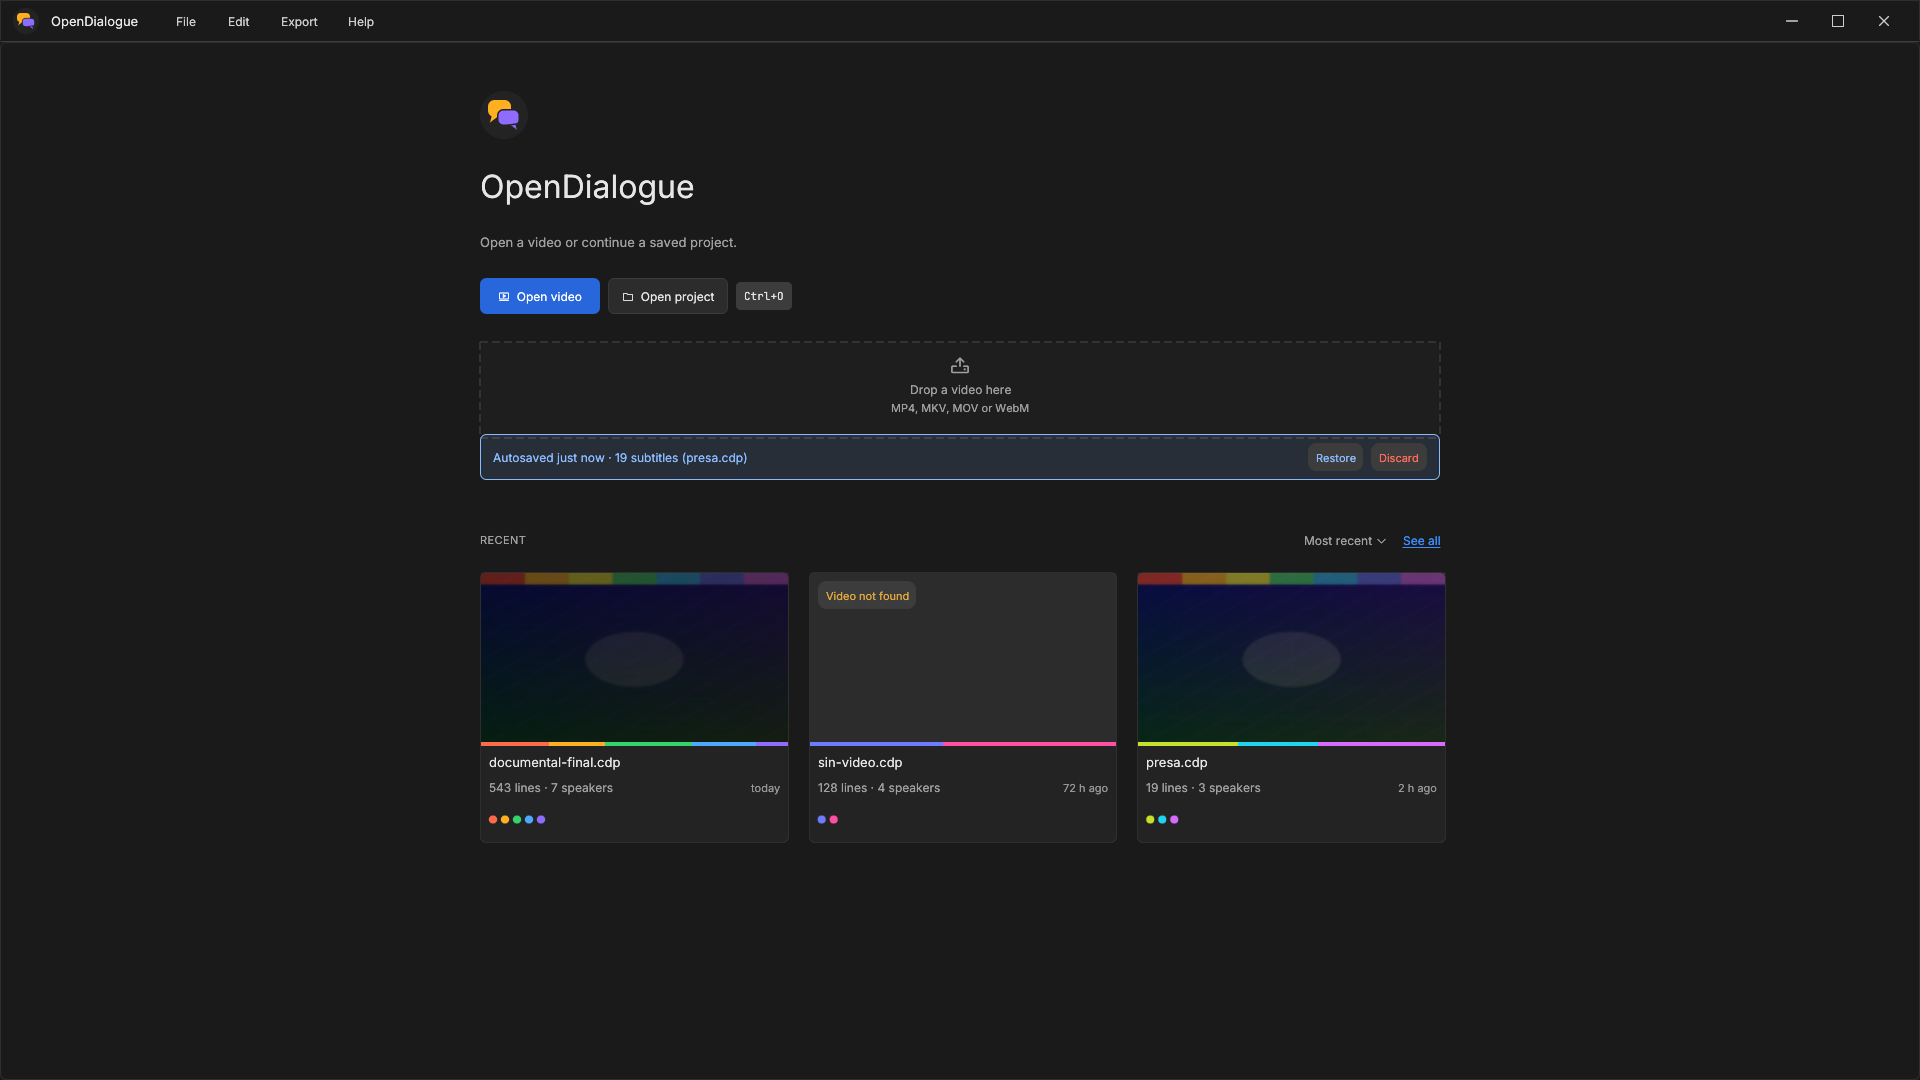 OpenDialogue File Edit Export Help
OpenDialogue
Open a video or continue a saved project.
Open video Open project Ctrl+O
Drop a video here
MP4, MKV, MOV or WebM
Autosaved just now · 19 subtitles (presa.cdp) Restore Discard
RECENT Most recent See all
Video not found
documental-final.cdp
543 lines · 7 speakers today
sin-video.cdp
128 lines · 4 speakers 72 h ago
presa.cdp
19 lines · 3 speakers 2 h ago